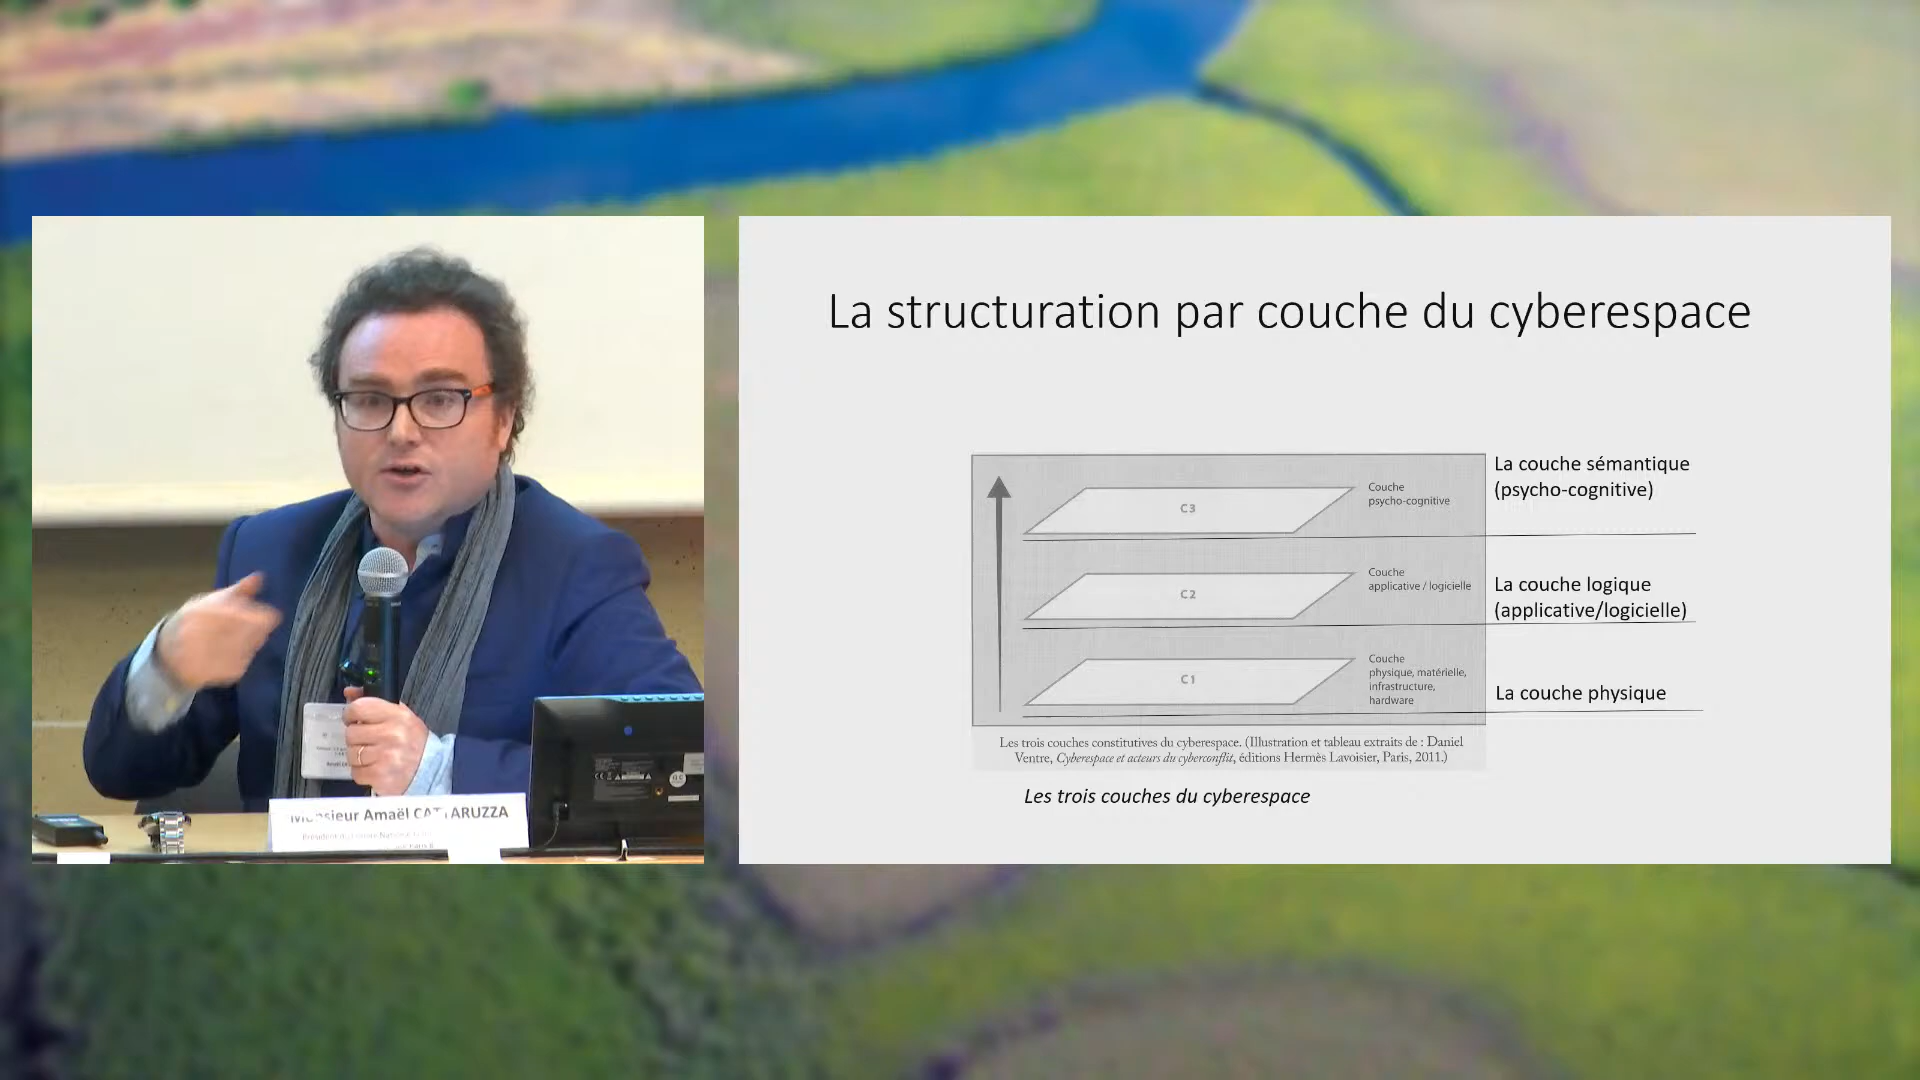 La structuration par couche du cyberespace
C3
Couche
psycho-cognitive
La couche sémantique
(psycho-cognitive)
C2
Couche
applicative / logicielle
La couche logique
(applicative/logicielle)
C1
Couche
physique, matérielle,
infrastructure,
hardware
La couche physique
Les trois couches constitutives du cyberespace. (Illustration et tableau extraits de : Daniel
Ventre, Cyberespace et acteurs du cyberconflit, éditions Hermès Lavoisier, Paris, 2011.)
Les trois couches du cyberespace
Monsieur Amaël CATTARUZZA